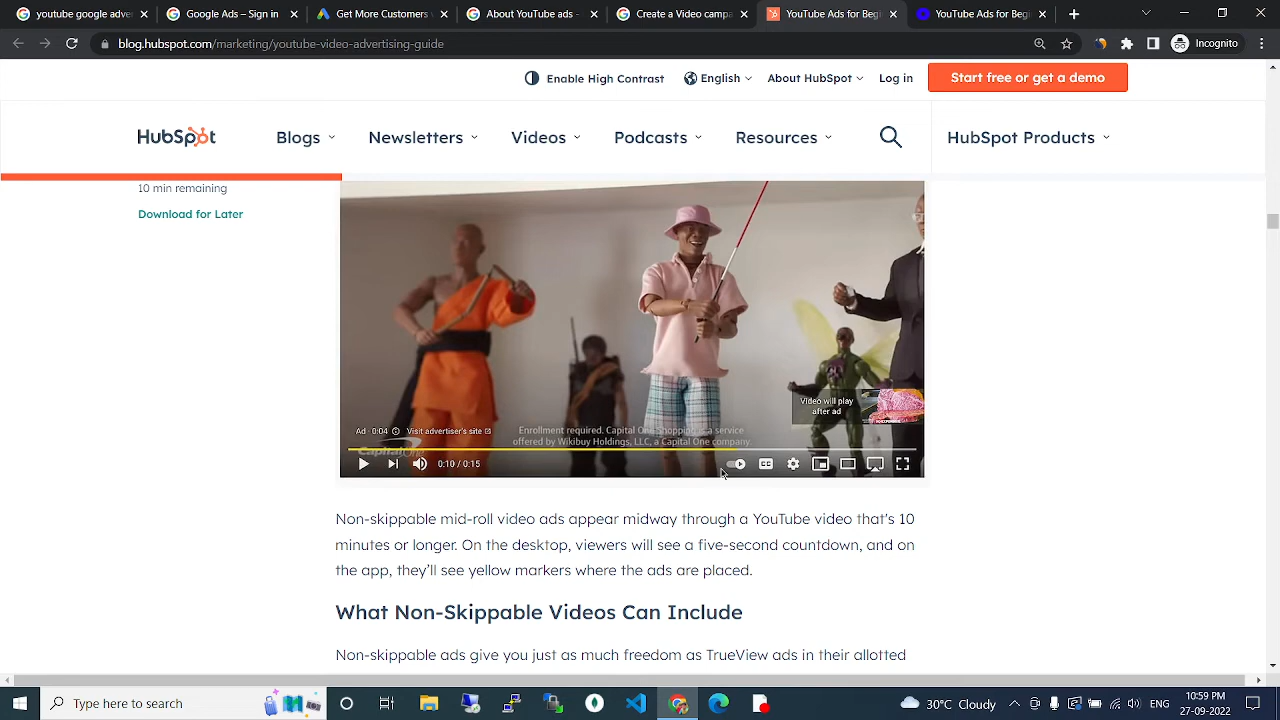 youtube google adver
Google Ads – Sign in
Get More Customers
About YouTube ads -
Create a Video campa
YouTube Ads for Beg
YouTube Ads for Begi
blog.hubspot.com/marketing/youtube-video-advertising-guide
Incognito
Enable High Contrast
English
About HubSpot
Log in
Start free or get a demo
HubSpot
Blogs
Newsletters
Videos
Podcasts
Resources
HubSpot Products
10 min remaining
Download for Later
Video will play
after ad
Ad · 0:04
Visit advertiser's site
Enrollment required. Capital One Shopping is a service
offered by Wikibuy Holdings, LLC, a Capital One company.
CapitalOne
0:10 / 0:15
CC
Non-skippable mid-roll video ads appear midway through a YouTube video that's 10
minutes or longer. On the desktop, viewers will see a five-second countdown, and on
the app, they'll see yellow markers where the ads are placed.
What Non-Skippable Videos Can Include
Non-skippable ads give you just as much freedom as TrueView ads in their allotted
Type here to search
30°C Cloudy
ENG
10:59 PM
27-09-2022